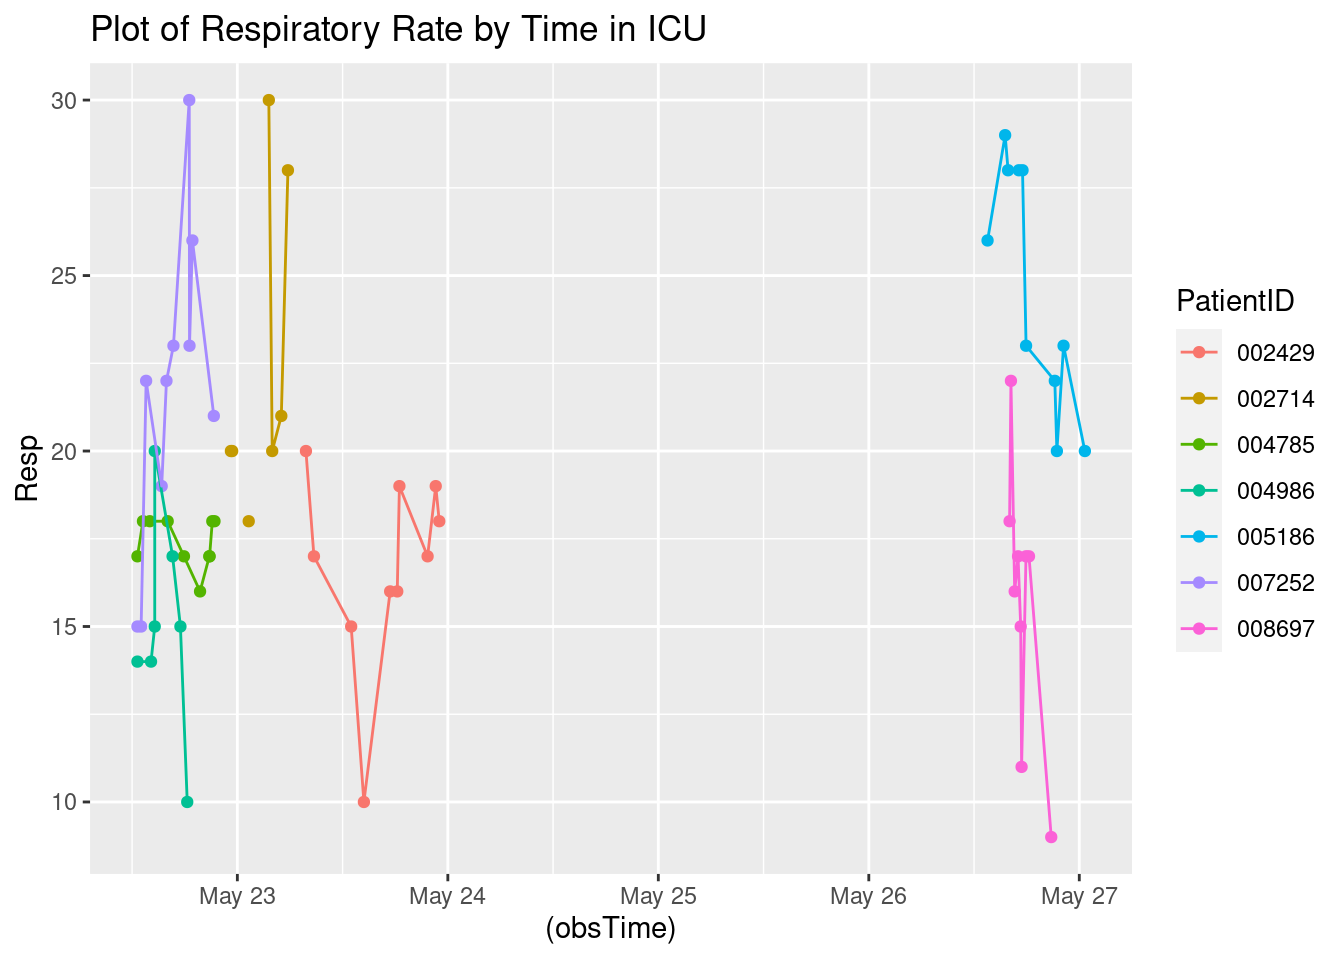 Plot of Respiratory Rate by Time in ICU
30
25
20
15
10
Resp
May 23
May 24
May 25
May 26
May 27
(obsTime)
PatientID
002429
002714
004785
004986
005186
007252
008697